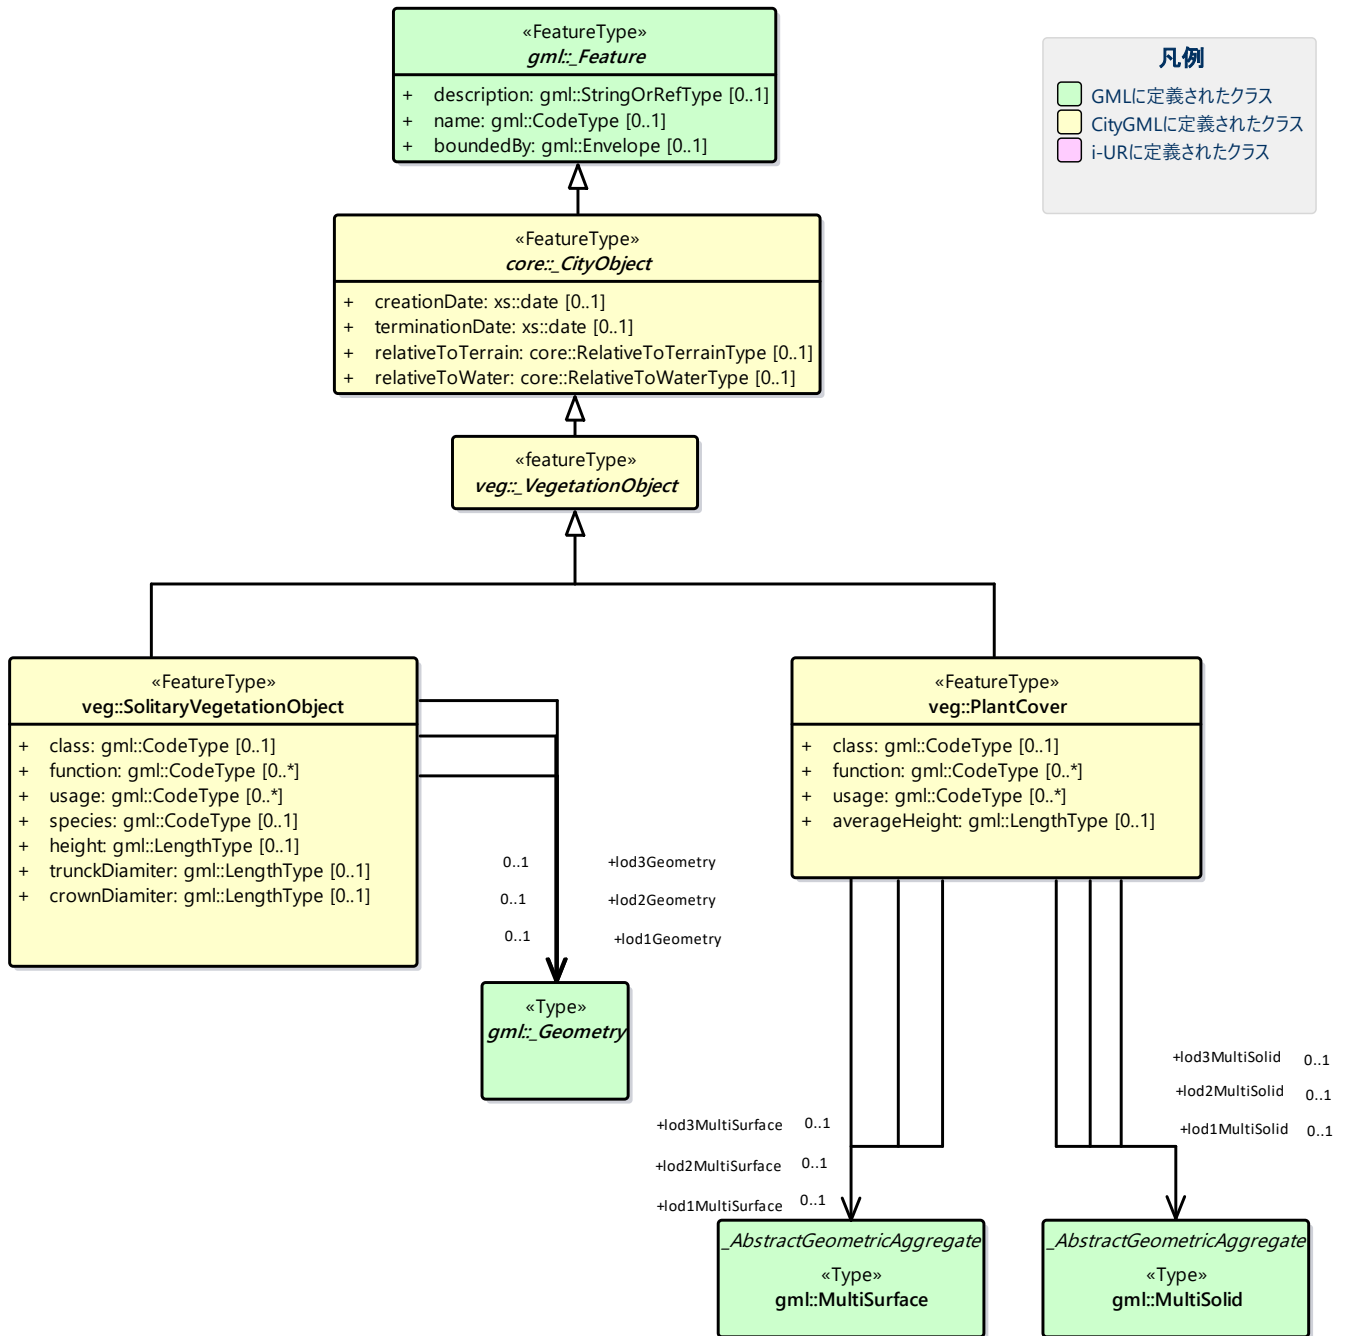 «FeatureType»
gml::_Feature
+ description: gml::StringOrRefType [0..1]
+ name: gml::CodeType [0..1]
+ boundedBy: gml::Envelope [0..1]
凡例
GMLに定義されたクラス
CityGMLに定義されたクラス
i-URに定義されたクラス
«FeatureType»
core::_CityObject
+ creationDate: xs::date [0..1]
+ terminationDate: xs::date [0..1]
+ relativeToTerrain: core::RelativeToTerrainType [0..1]
+ relativeToWater: core::RelativeToWaterType [0..1]
«featureType»
veg::_VegetationObject
«FeatureType»
veg::SolitaryVegetationObject
+ class: gml::CodeType [0..1]
+ function: gml::CodeType [0..*]
+ usage: gml::CodeType [0..*]
+ species: gml::CodeType [0..1]
+ height: gml::LengthType [0..1]
+ trunckDiamiter: gml::LengthType [0..1]
+ crownDiamiter: gml::LengthType [0..1]
«FeatureType»
veg::PlantCover
+ class: gml::CodeType [0..1]
+ function: gml::CodeType [0..*]
+ usage: gml::CodeType [0..*]
+ averageHeight: gml::LengthType [0..1]
0..1 +lod3Geometry
0..1 +lod2Geometry
0..1 +lod1Geometry
«Type»
gml::_Geometry
+lod3MultiSolid 0..1
+lod2MultiSolid 0..1
+lod1MultiSolid 0..1
+lod3MultiSurface 0..1
+lod2MultiSurface 0..1
+lod1MultiSurface 0..1
_AbstractGeometricAggregate
«Type»
gml::MultiSurface
_AbstractGeometricAggregate
«Type»
gml::MultiSolid